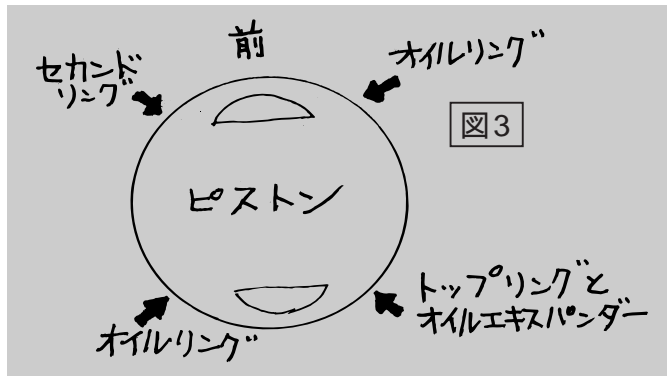 前
セカンド
リング
オイルリング
図3
ピストン
オイルリング
トップリングと
オイルエキスパンダー